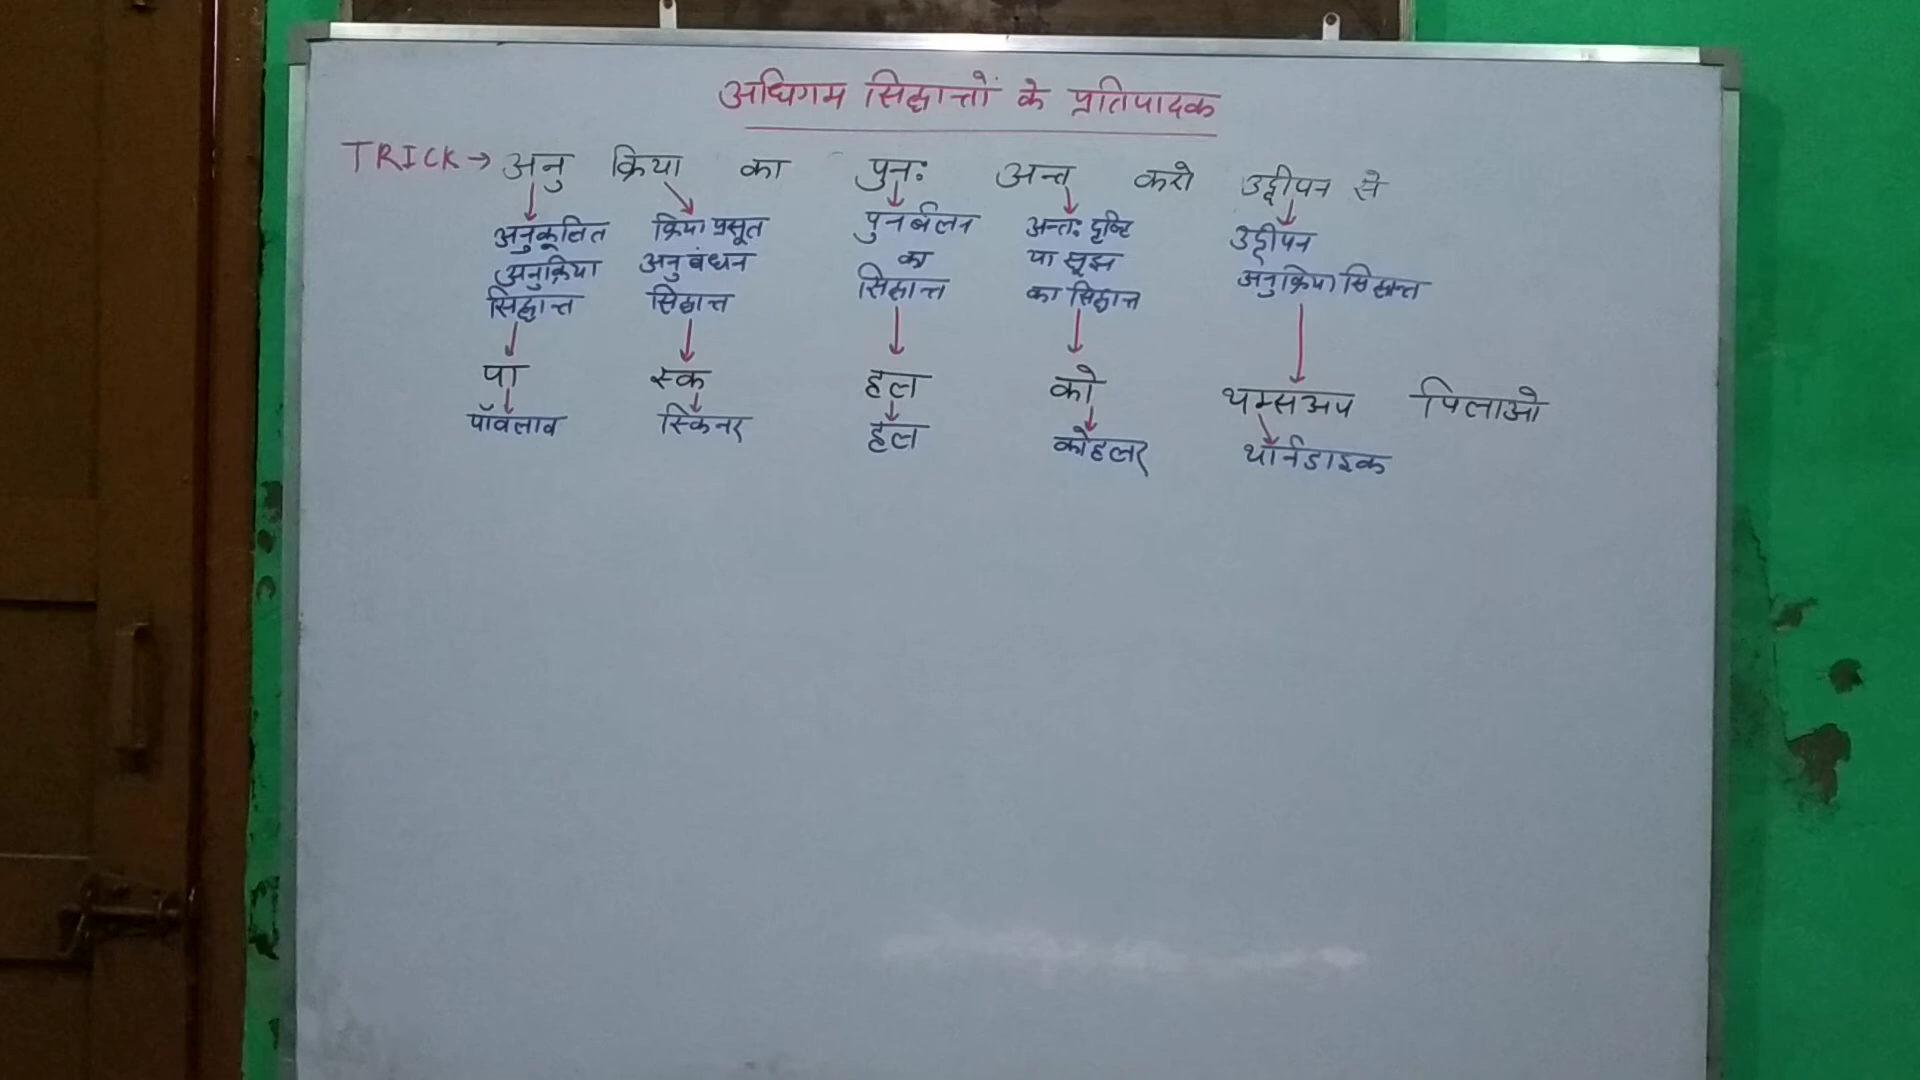 अधिगम सिद्धान्तों के प्रतिपादक
TRICK → अनु क्रिया का पुनः अन्त करो उद्दीपन से
अनुकूलित क्रिया प्रसूत पुनर्बलन अन्तः दृष्टि उद्दीपन
अनुक्रिया अनुबंधन का या सूझ अनुक्रिया सिद्धान्त
सिद्धान्त सिद्धान्त सिद्धान्त का सिद्धान्त
पा स्क हल को थम्सअप पिलाओ
पॉवलाव स्किनर हल कोहलर थॉर्नडाइक